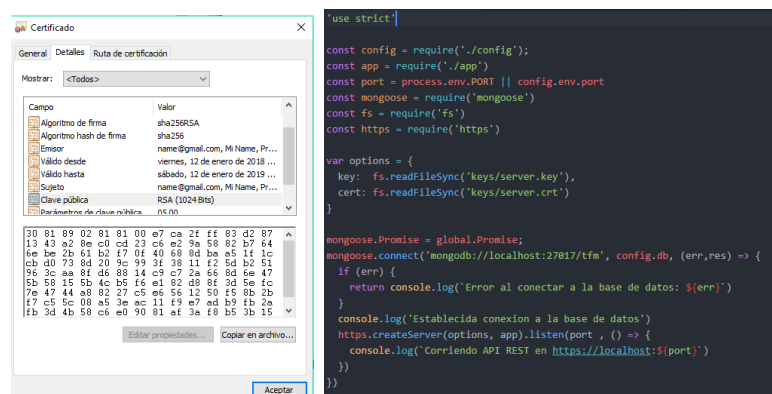 Certificado
General Detalles Ruta de certificación
Mostrar: <Todos>
Campo Valor
Algoritmo de firma sha256RSA
Algoritmo hash de firma sha256
Emisor name@gmail.com, Mi Name, Pr...
Válido desde viernes, 12 de enero de 2018 ...
Válido hasta sábado, 12 de enero de 2019 ...
Sujeto name@gmail.com, Mi Name, Pr...
Clave pública RSA (1024 Bits)
Parámetros de clave pública 05 00
30 81 89 02 81 81 00 e7 ca 2f ff 83 d2 87
13 43 a2 8e c0 cd 23 c6 e2 9a 58 82 b7 64
6e be 2b 61 b2 f7 0f 40 68 8d ba a5 1f 1c
cb d0 73 8d 20 9c 99 3f 38 11 f2 5d b2 51
96 3c aa 8f d6 88 14 c9 c7 2a 66 8d 6e 47
5b 58 15 5b 4c b5 f6 e1 82 d8 8f 3d 5e fc
7e 47 44 a8 82 27 c5 e6 56 12 50 f5 8b 2b
f7 c5 5c 08 a5 3e ac 11 f9 e7 ad b9 fb 2a
fb 3d 4b 58 c6 e0 90 81 af 3a f8 b5 3b 15
Editar propiedades... Copiar en archivo...
Aceptar
'use strict'
const config = require('./config');
const app = require('./app')
const port = process.env.PORT || config.env.port
const mongoose = require('mongoose')
const fs = require('fs')
const https = require('https')
var options = {
key: fs.readFileSync('keys/server.key'),
cert: fs.readFileSync('keys/server.crt')
}
mongoose.Promise = global.Promise;
mongoose.connect('mongodb://localhost:27017/tfm', config.db, (err,res) => {
if (err) {
return console.log(`Error al conectar a la base de datos: ${err}`)
}
console.log('Establecida conexion a la base de datos')
https.createServer(options, app).listen(port , () => {
console.log(`Corriendo API REST en https://localhost:${port}`)
})
})